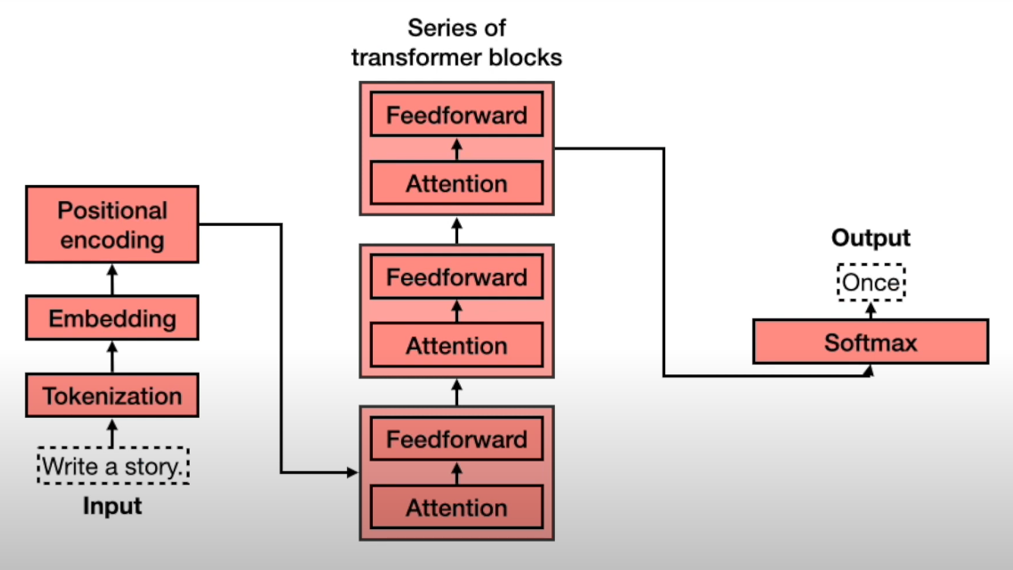 Series of
transformer blocks
Feedforward
Attention
Feedforward
Attention
Feedforward
Attention
Positional
encoding
Embedding
Tokenization
Write a story.
Input
Output
Once
Softmax